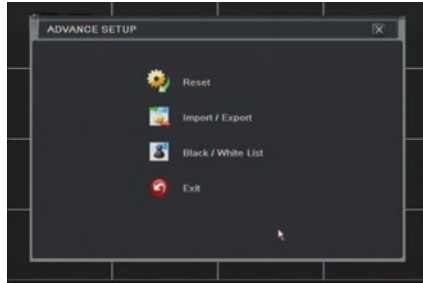 ADVANCE SETUP
Reset
Import / Export
Black / White List
Exit